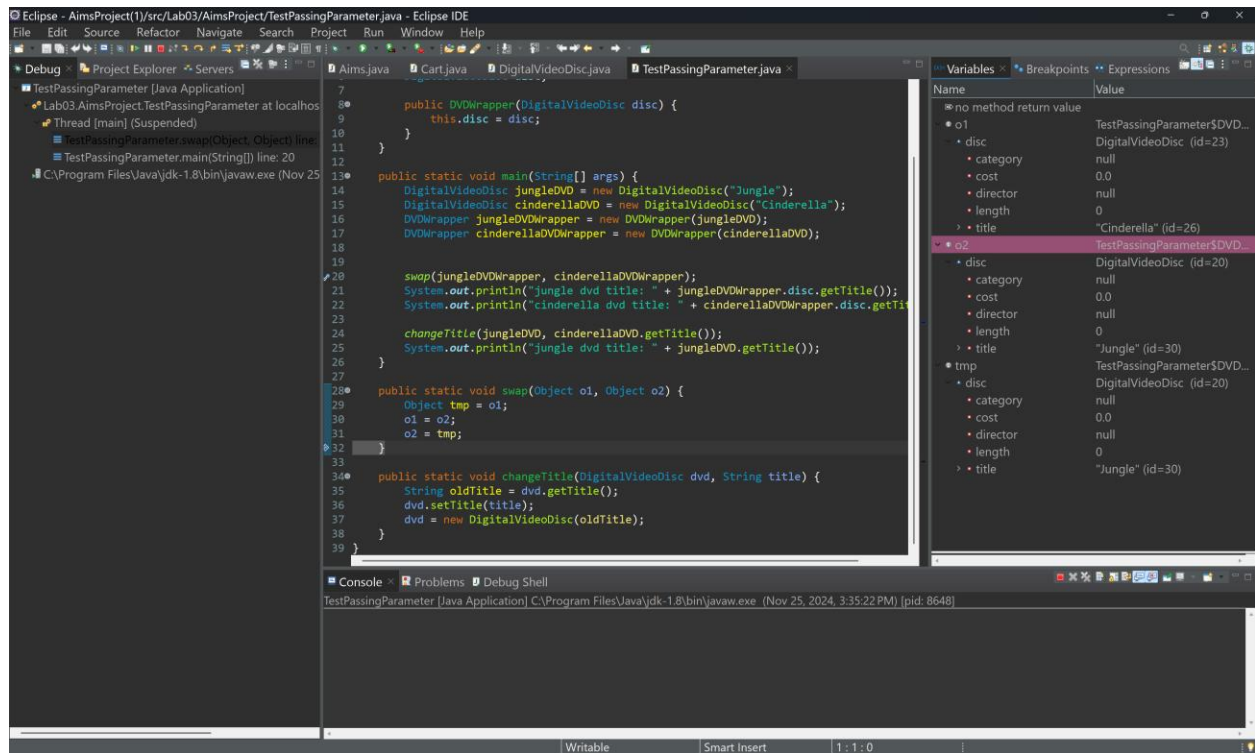 Eclipse - AimsProject(1)/src/Lab03/AimsProject/TestPassingParameter.java - Eclipse IDE
File Edit Source Refactor Navigate Search Project Run Window Help
Debug Project Explorer Servers
TestPassingParameter [Java Application]
Lab03.AimsProject.TestPassingParameter at localhos
Thread [main] (Suspended)
TestPassingParameter.swap(Object, Object) line:
TestPassingParameter.main(String[]) line: 20
C:\Program Files\Java\jdk-1.8\bin\javaw.exe (Nov 25
Aims.java Cart.java DigitalVideoDisc.java TestPassingParameter.java
7
8 public DVDWrapper(DigitalVideoDisc disc) {
9 this.disc = disc;
10 }
11 }
12
13 public static void main(String[] args) {
14 DigitalVideoDisc jungleDVD = new DigitalVideoDisc("Jungle");
15 DigitalVideoDisc cinderellaDVD = new DigitalVideoDisc("Cinderella");
16 DVDWrapper jungleDVDWrapper = new DVDWrapper(jungleDVD);
17 DVDWrapper cinderellaDVDWrapper = new DVDWrapper(cinderellaDVD);
18
19
20 swap(jungleDVDWrapper, cinderellaDVDWrapper);
21 System.out.println("jungle dvd title: " + jungleDVDWrapper.disc.getTitle());
22 System.out.println("cinderella dvd title: " + cinderellaDVDWrapper.disc.getTit
23
24 changeTitle(jungleDVD, cinderellaDVD.getTitle());
25 System.out.println("jungle dvd title: " + jungleDVD.getTitle());
26 }
27
28 public static void swap(Object o1, Object o2) {
29 Object tmp = o1;
30 o1 = o2;
31 o2 = tmp;
32 }
33
34 public static void changeTitle(DigitalVideoDisc dvd, String title) {
35 String oldTitle = dvd.getTitle();
36 dvd.setTitle(title);
37 dvd = new DigitalVideoDisc(oldTitle);
38 }
39 }
Variables Breakpoints Expressions
Name Value
no method return value
o1 TestPassingParameter$DVD...
disc DigitalVideoDisc (id=23)
category null
cost 0.0
director null
length 0
title "Cinderella" (id=26)
o2 TestPassingParameter$DVD...
disc DigitalVideoDisc (id=20)
category null
cost 0.0
director null
length 0
title "Jungle" (id=30)
tmp TestPassingParameter$DVD...
disc DigitalVideoDisc (id=20)
category null
cost 0.0
director null
length 0
title "Jungle" (id=30)
Console Problems Debug Shell
TestPassingParameter [Java Application] C:\Program Files\Java\jdk-1.8\bin\javaw.exe (Nov 25, 2024, 3:35:22 PM) [pid: 8648]
Writable Smart Insert 1 : 1 : 0